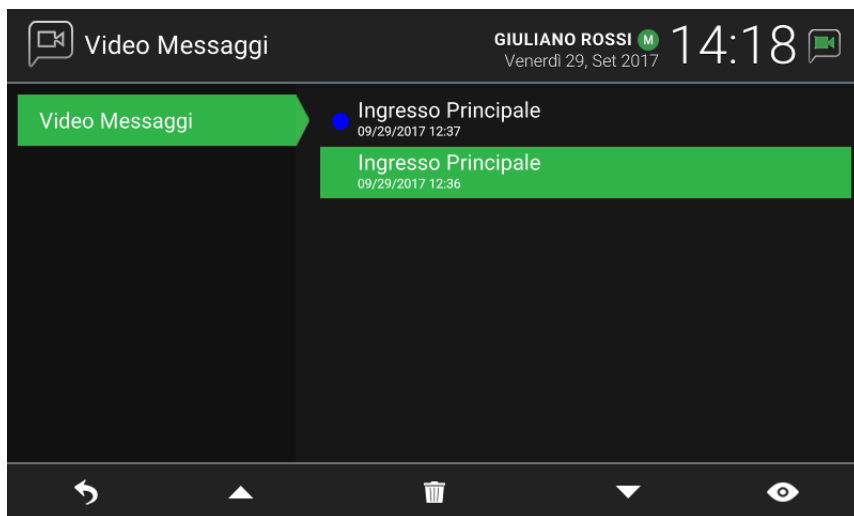 Video Messaggi
GIULIANO ROSSI M
Venerdì 29, Set 2017
14:18
Video Messaggi
Ingresso Principale
09/29/2017 12:37
Ingresso Principale
09/29/2017 12:36